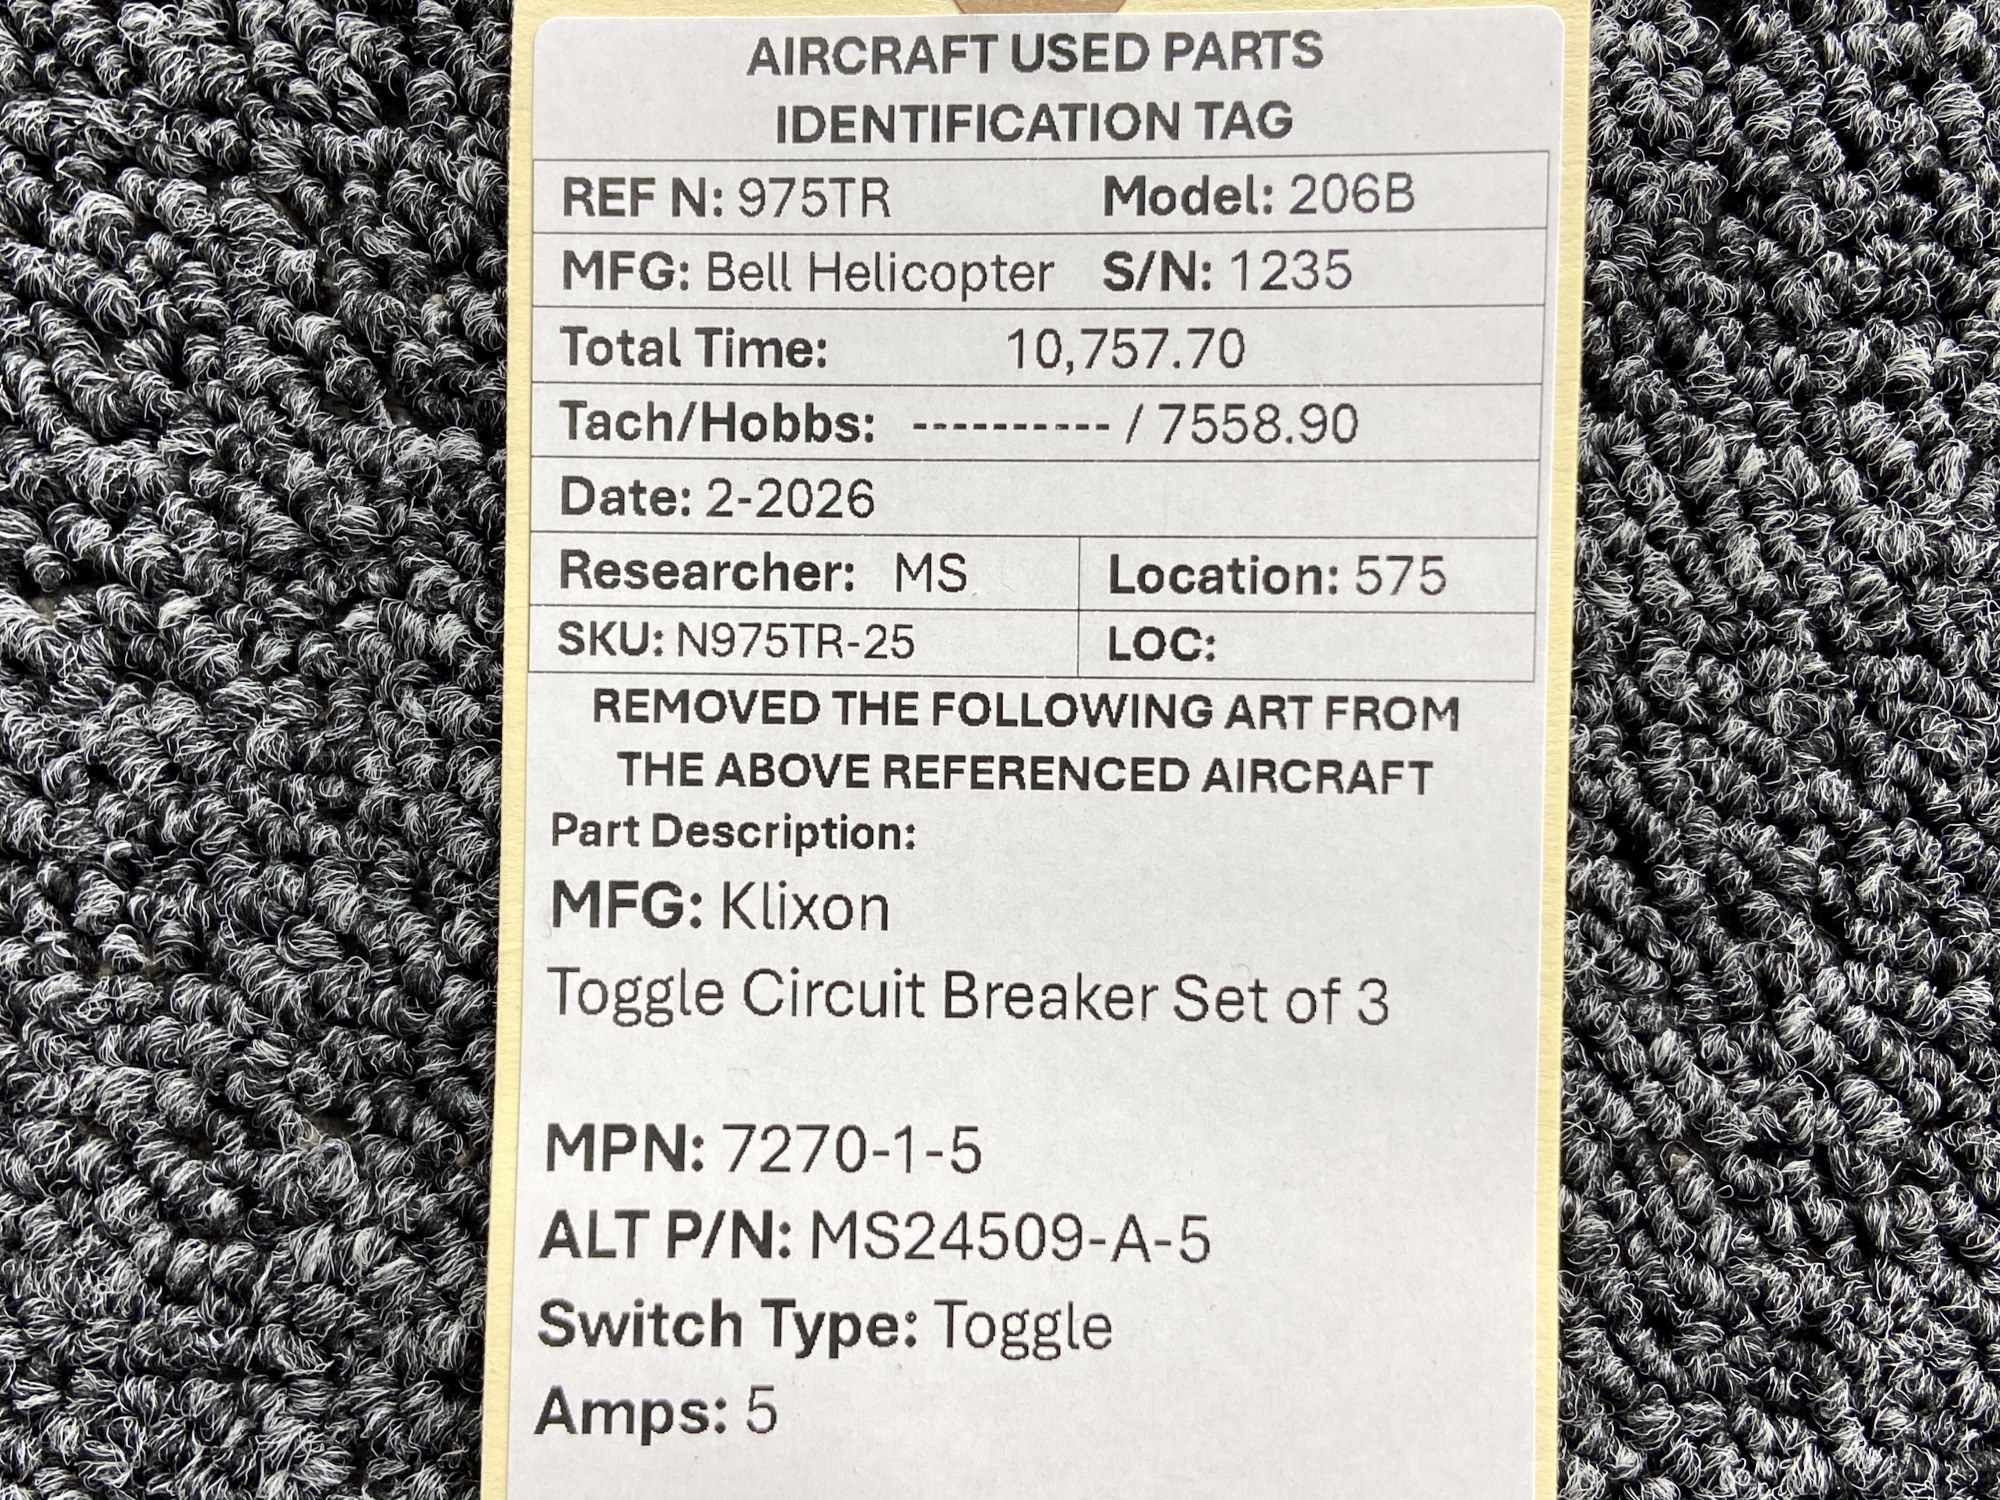 AIRCRAFT USED PARTS
IDENTIFICATION TAG
REF N: 975TR Model: 206B
MFG: Bell Helicopter S/N: 1235
Total Time: 10,757.70
Tach/Hobbs: ---------- / 7558.90
Date: 2-2026
Researcher: MS Location: 575
SKU: N975TR-25 LOC:
REMOVED THE FOLLOWING ART FROM
THE ABOVE REFERENCED AIRCRAFT
Part Description:
MFG: Klixon
Toggle Circuit Breaker Set of 3
MPN: 7270-1-5
ALT P/N: MS24509-A-5
Switch Type: Toggle
Amps: 5